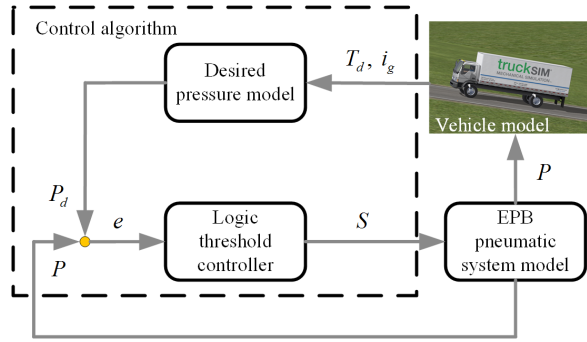 Control algorithm
Desired
pressure model
T_d, i_g
truckSIM
MECHANICAL SIMULATION
Vehicle model
P_d
e
P
Logic
threshold
controller
S
P
EPB
pneumatic
system model